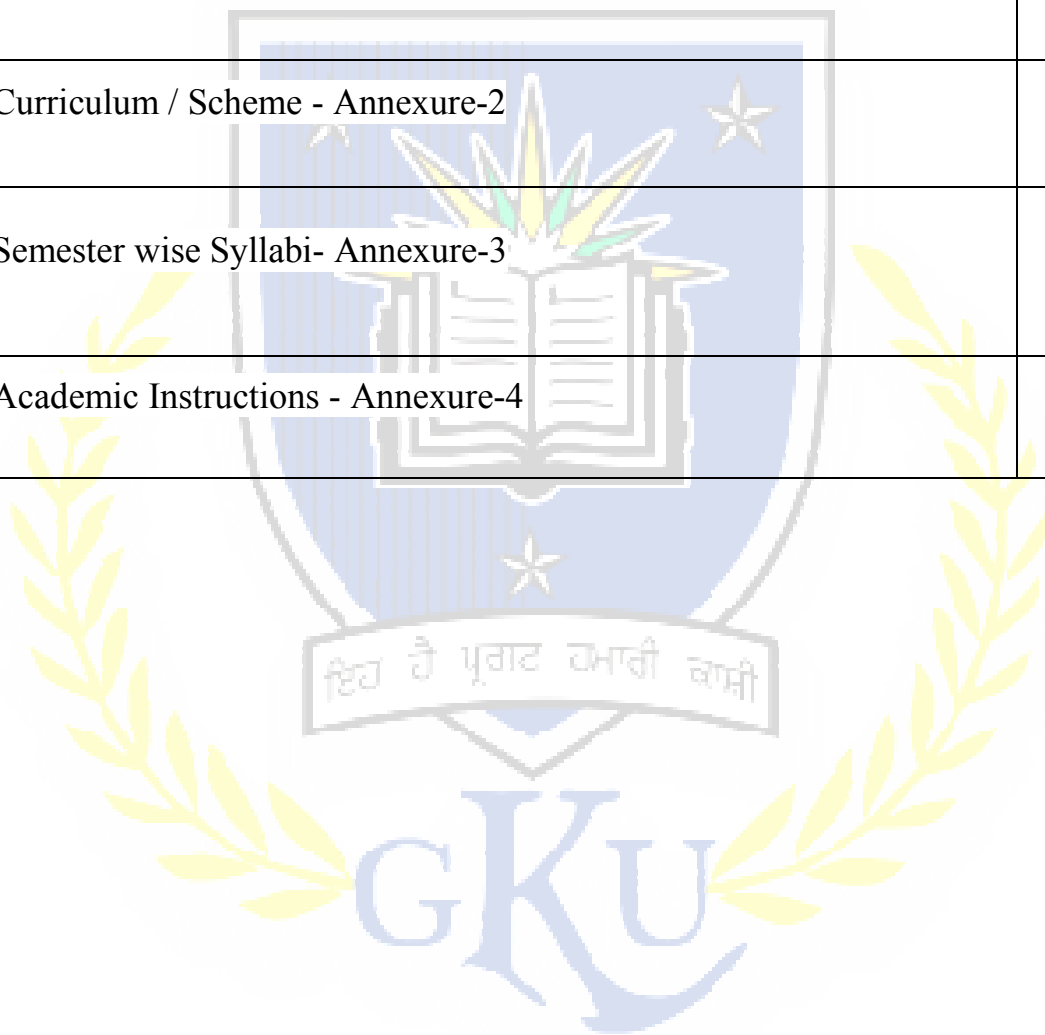 Curriculum / Scheme - Annexure-2
Semester wise Syllabi- Annexure-3
Academic Instructions - Annexure-4
ਇਹ ਹੈ ਪ੍ਰਗਟ ਹਮਾਰੀ ਕਾਸੀ
GKU